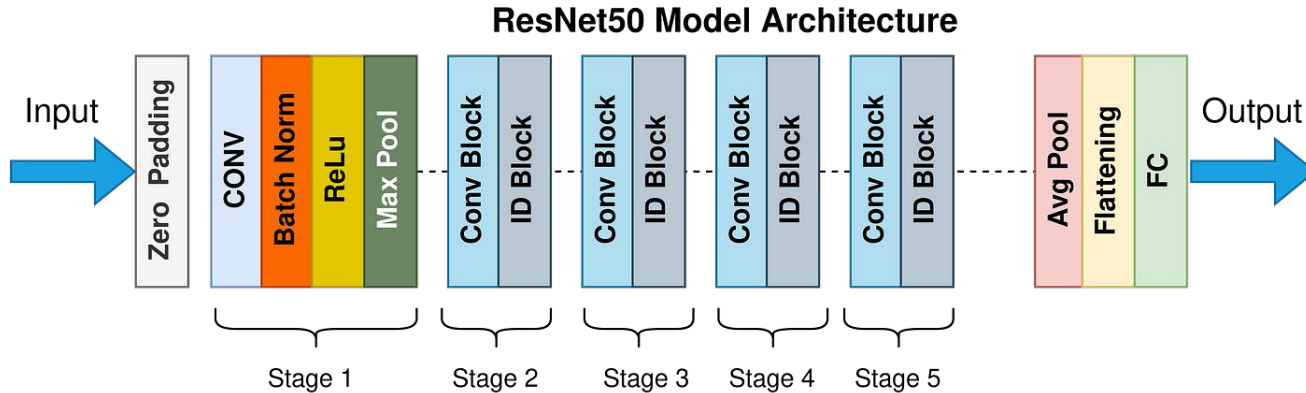 ResNet50 Model Architecture
Input
Zero Padding
CONV
Batch Norm
ReLu
Max Pool
Conv Block
ID Block
Conv Block
ID Block
Conv Block
ID Block
Conv Block
ID Block
Avg Pool
Flattening
FC
Output
Stage 1
Stage 2
Stage 3
Stage 4
Stage 5